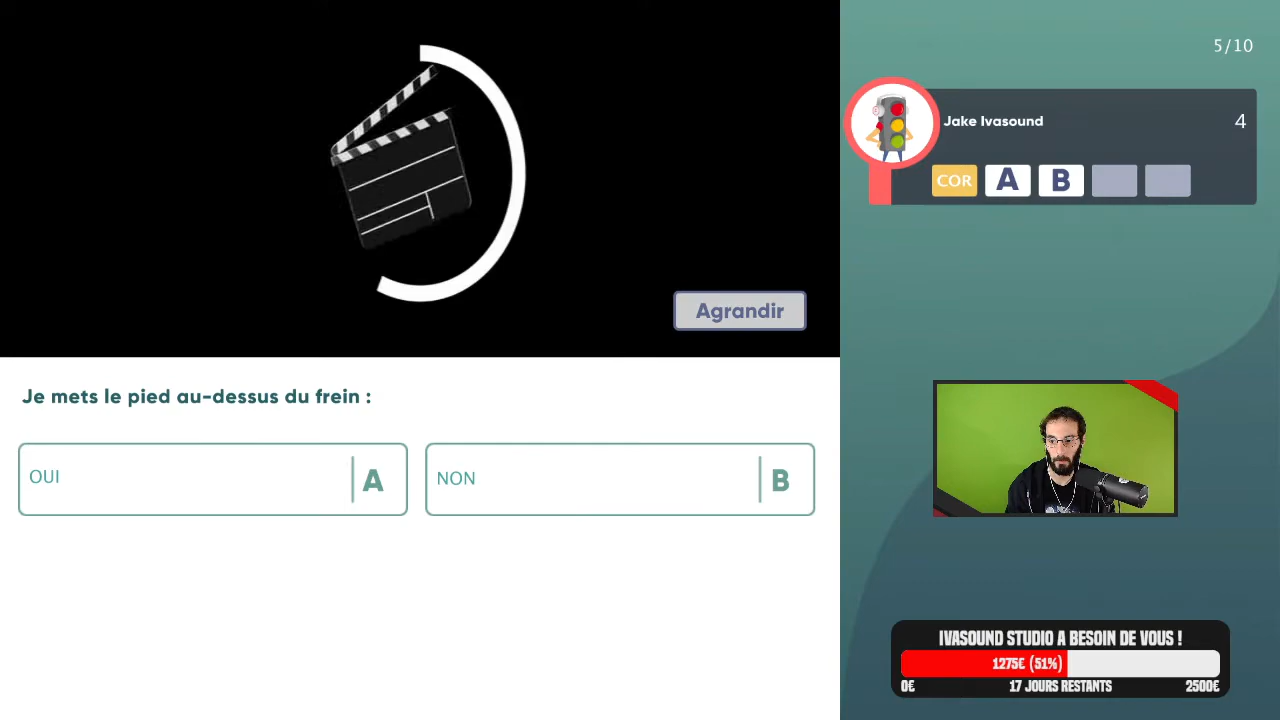 5/10
Jake Ivasound
4
COR
A
B
Agrandir
Je mets le pied au-dessus du frein :
OUI
A
NON
B
IVASOUND STUDIO A BESOIN DE VOUS !
1275€ (51%)
0€
17 JOURS RESTANTS
2500€